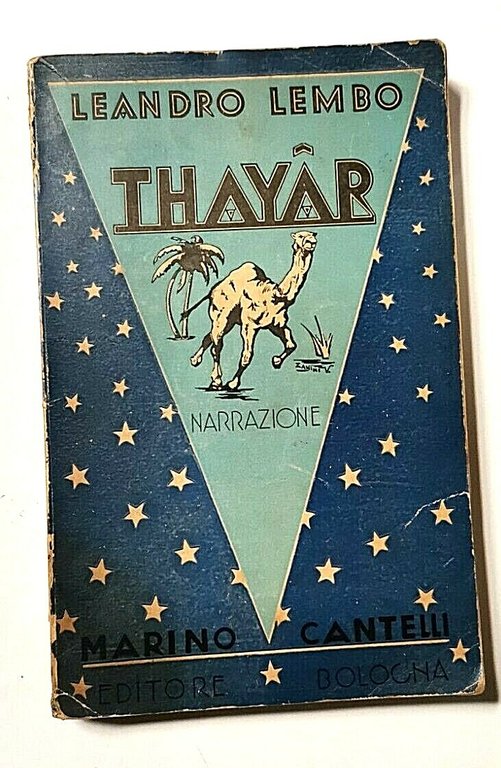 LEANDRO LEMBO
THAYÂR
NARRAZIONE
MARINO CANTELLI
EDITORE BOLOGNA